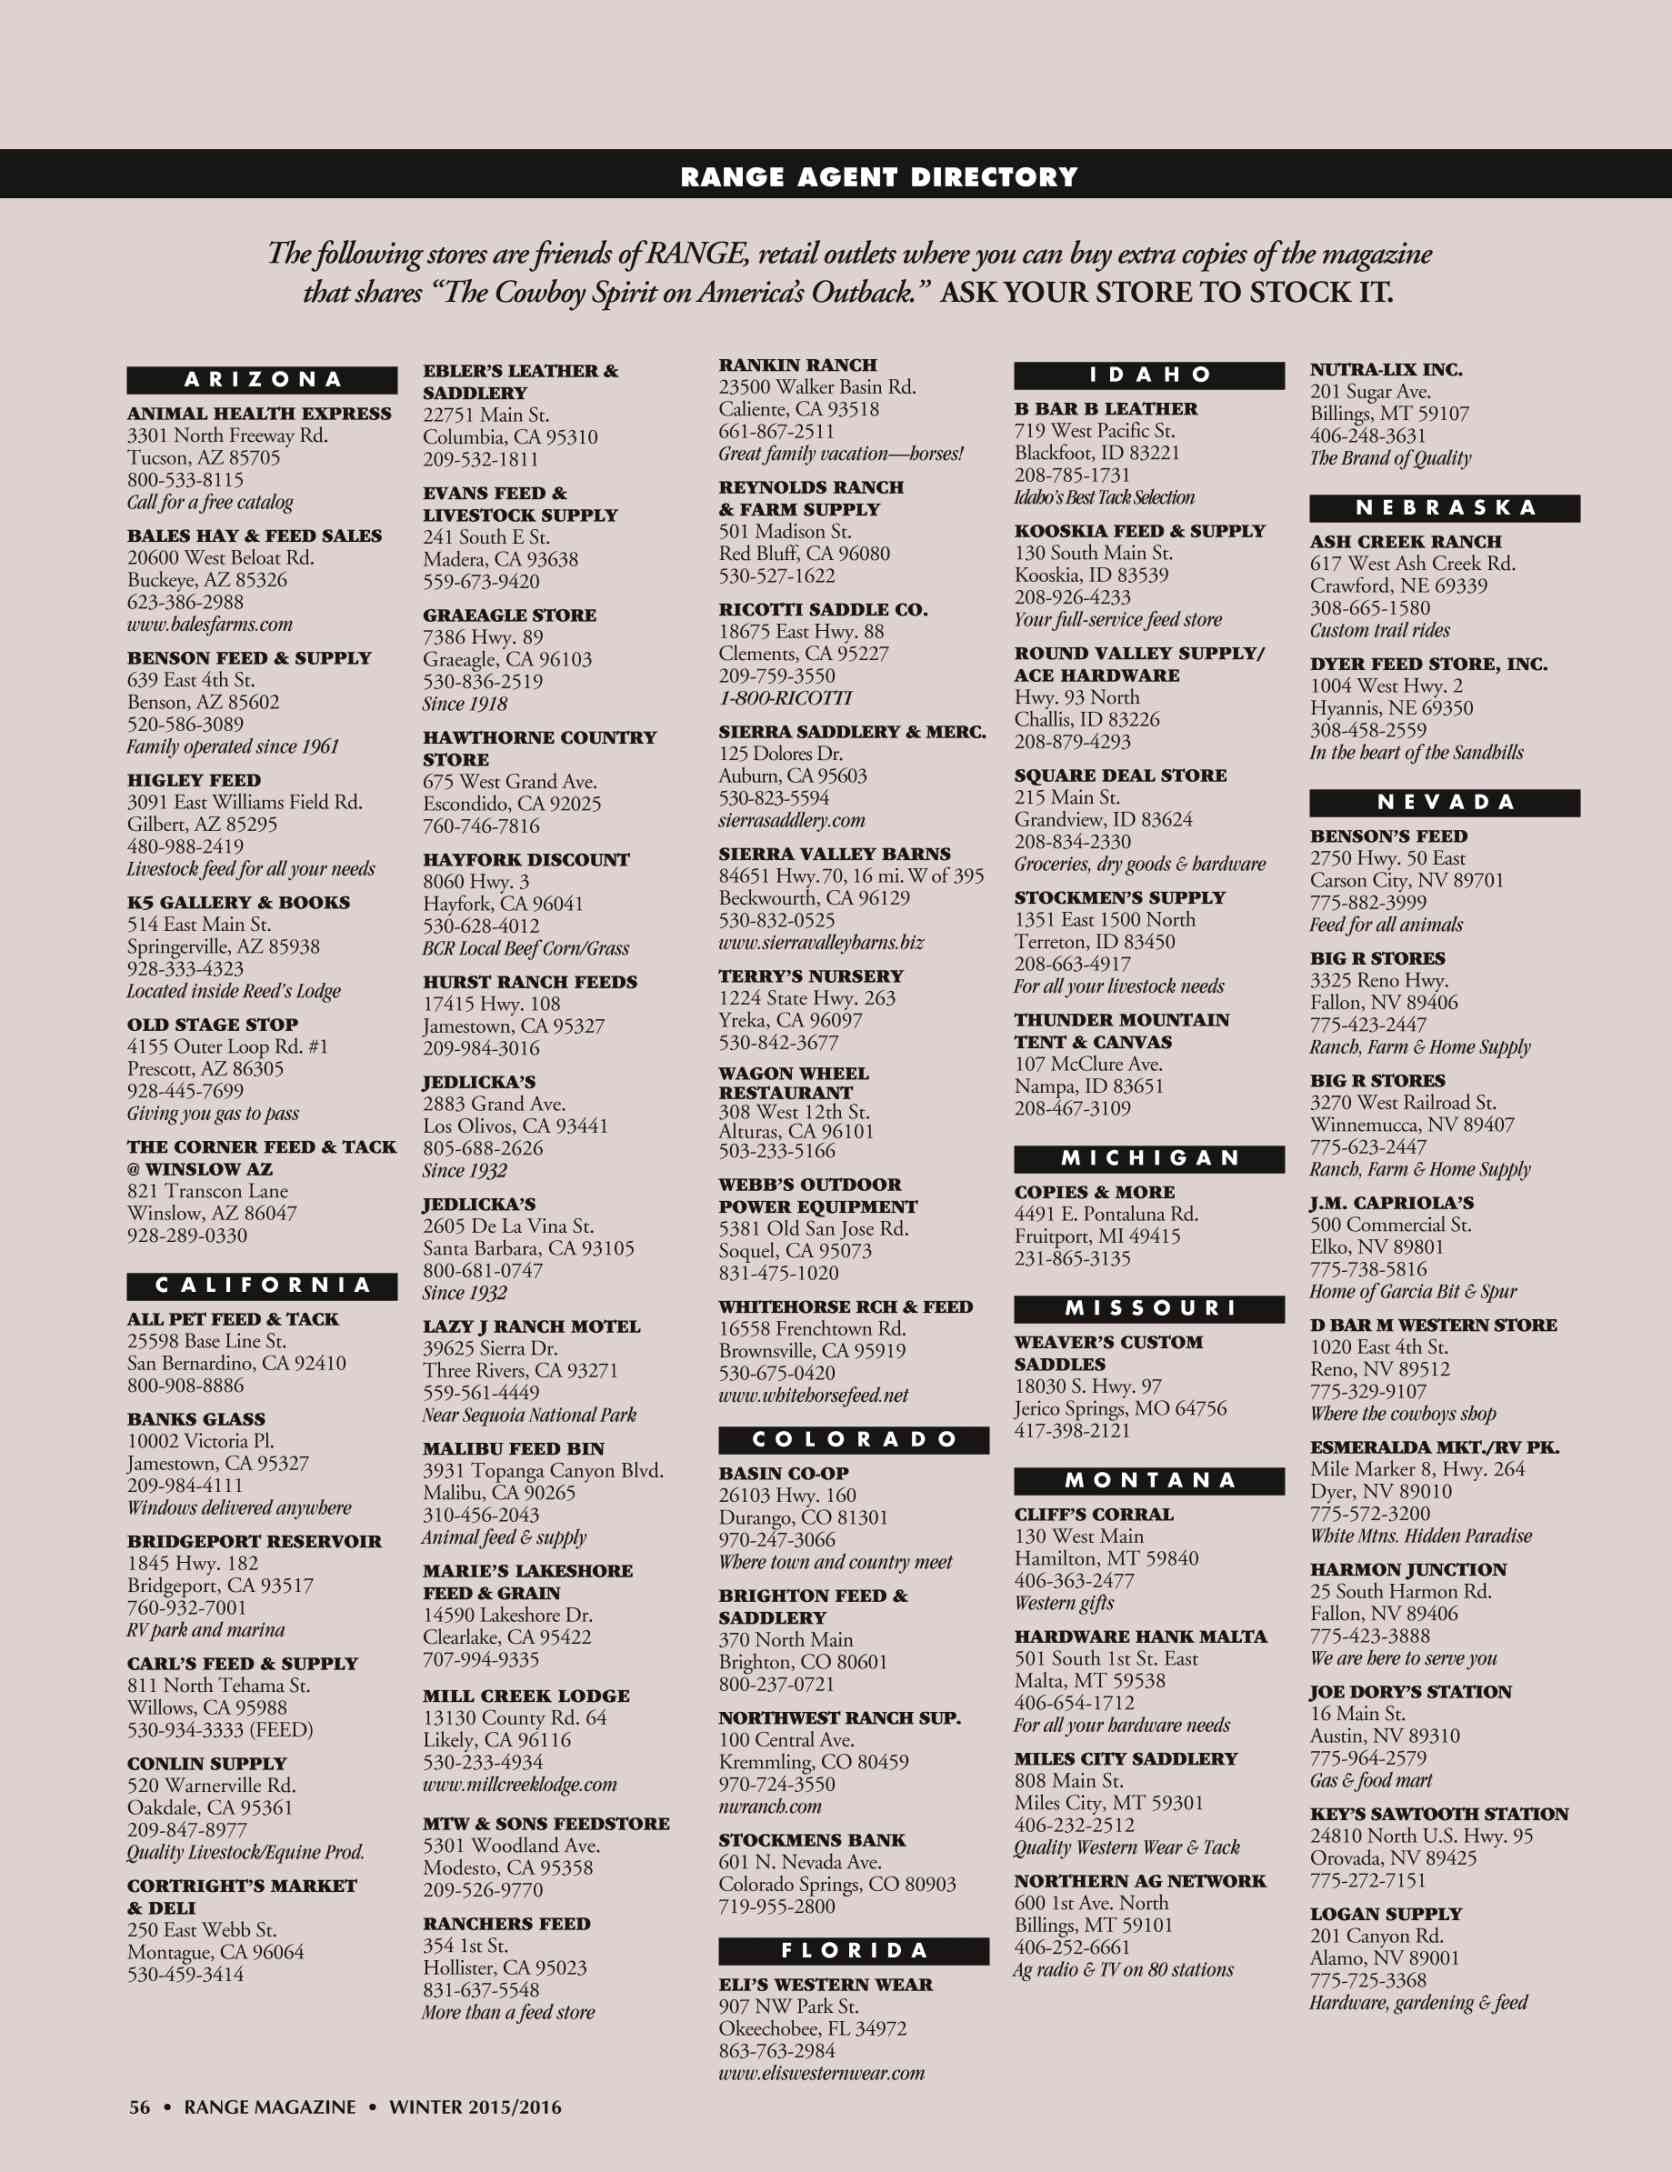 RANGE AGENT DIRECTORY
The following stores are friends of RANGE, retail outlets where you can buy extra copies of the magazine
that shares “The Cowboy Spirit on America’s Outback.” ASK YOUR STORE TO STOCK IT.
ARIZONA
ANIMAL HEALTH EXPRESS
3301 North Freeway Rd.
Tucson, AZ 85705
800-533-8115
Call for a free catalog
BALES HAY & FEED SALES
20600 West Beloat Rd.
Buckeye, AZ 85326
623-386-2988
www.balesfarms.com
BENSON FEED & SUPPLY
639 East 4th St.
Benson, AZ 85602
520-586-3089
Family operated since 1961
HIGLEY FEED
3091 East Williams Field Rd.
Gilbert, AZ 85295
480-988-2419
Livestock feed for all your needs
K5 GALLERY & BOOKS
514 East Main St.
Springerville, AZ 85938
928-333-4323
Located inside Reed’s Lodge
OLD STAGE STOP
4155 Outer Loop Rd. #1
Prescott, AZ 86305
928-445-7699
Giving you gas to pass
THE CORNER FEED & TACK
@ WINSLOW AZ
821 Transcon Lane
Winslow, AZ 86047
928-289-0330
CALIFORNIA
ALL PET FEED & TACK
25598 Base Line St.
San Bernardino, CA 92410
800-908-8886
BANKS GLASS
10002 Victoria Pl.
Jamestown, CA 95327
209-984-4111
Windows delivered anywhere
BRIDGEPORT RESERVOIR
1845 Hwy. 182
Bridgeport, CA 93517
760-932-7001
RV park and marina
CARL’S FEED & SUPPLY
811 North Tehama St.
Willows, CA 95988
530-934-3333 (FEED)
CONLIN SUPPLY
520 Warnerville Rd.
Oakdale, CA 95361
209-847-8977
Quality Livestock/Equine Prod.
CORTRIGHT’S MARKET
& DELI
250 East Webb St.
Montague, CA 96064
530-459-3414
EBLER’S LEATHER &
SADDLERY
22751 Main St.
Columbia, CA 95310
209-532-1811
EVANS FEED &
LIVESTOCK SUPPLY
241 South E St.
Madera, CA 93638
559-673-9420
GRAEAGLE STORE
7386 Hwy. 89
Graeagle, CA 96103
530-836-2519
Since 1918
HAWTHORNE COUNTRY
STORE
675 West Grand Ave.
Escondido, CA 92025
760-746-7816
HAYFORK DISCOUNT
8060 Hwy. 3
Hayfork, CA 96041
530-628-4012
BCR Local Beef Corn/Grass
HURST RANCH FEEDS
17415 Hwy. 108
Jamestown, CA 95327
209-984-3016
JEDLICKA’S
2883 Grand Ave.
Los Olivos, CA 93441
805-688-2626
Since 1932
JEDLICKA’S
2605 De La Vina St.
Santa Barbara, CA 93105
800-681-0747
Since 1932
LAZY J RANCH MOTEL
39625 Sierra Dr.
Three Rivers, CA 93271
559-561-4449
Near Sequoia National Park
MALIBU FEED BIN
3931 Topanga Canyon Blvd.
Malibu, CA 90265
310-456-2043
Animal feed & supply
MARIE’S LAKESHORE
FEED & GRAIN
14590 Lakeshore Dr.
Clearlake, CA 95422
707-994-9335
MILL CREEK LODGE
13130 County Rd. 64
Likely, CA 96116
530-233-4934
www.millcreeklodge.com
MTW & SONS FEEDSTORE
5301 Woodland Ave.
Modesto, CA 95358
209-526-9770
RANCHERS FEED
354 1st St.
Hollister, CA 95023
831-637-5548
More than a feed store
RANKIN RANCH
23500 Walker Basin Rd.
Caliente, CA 93518
661-867-2511
Great family vacation—horses!
REYNOLDS RANCH
& FARM SUPPLY
501 Madison St.
Red Bluff, CA 96080
530-527-1622
RICOTTI SADDLE CO.
18675 East Hwy. 88
Clements, CA 95227
209-759-3550
1-800-RICOTTI
SIERRA SADDLERY & MERC.
125 Dolores Dr.
Auburn, CA 95603
530-823-5594
sierrasaddlery.com
SIERRA VALLEY BARNS
84651 Hwy. 70, 16 mi. W of 395
Beckwourth, CA 96129
530-832-0525
www.sierravalleybarns.biz
TERRY’S NURSERY
1224 State Hwy. 263
Yreka, CA 96097
530-842-3677
WAGON WHEEL
RESTAURANT
308 West 12th St.
Alturas, CA 96101
503-233-5166
WEBB’S OUTDOOR
POWER EQUIPMENT
5381 Old San Jose Rd.
Soquel, CA 95073
831-475-1020
WHITEHORSE RCH & FEED
16558 Frenchtown Rd.
Brownsville, CA 95919
530-675-0420
www.whitehorsefeed.net
COLORADO
BASIN CO-OP
26103 Hwy. 160
Durango, CO 81301
970-247-3066
Where town and country meet
BRIGHTON FEED &
SADDLERY
370 North Main
Brighton, CO 80601
800-237-0721
NORTHWEST RANCH SUP.
100 Central Ave.
Kremmling, CO 80459
970-724-3550
nwranch.com
STOCKMENS BANK
601 N. Nevada Ave.
Colorado Springs, CO 80903
719-955-2800
FLORIDA
ELI’S WESTERN WEAR
907 NW Park St.
Okeechobee, FL 34972
863-763-2984
www.eliswesternwear.com
IDAHO
B BAR B LEATHER
719 West Pacific St.
Blackfoot, ID 83221
208-785-1731
Idaho’s Best Tack Selection
KOOSKIA FEED & SUPPLY
130 South Main St.
Kooskia, ID 83539
208-926-4233
Your full-service feed store
ROUND VALLEY SUPPLY/
ACE HARDWARE
Hwy. 93 North
Challis, ID 83226
208-879-4293
SQUARE DEAL STORE
215 Main St.
Grandview, ID 83624
208-834-2330
Groceries, dry goods & hardware
STOCKMEN’S SUPPLY
1351 East 1500 North
Terreton, ID 83450
208-663-4917
For all your livestock needs
THUNDER MOUNTAIN
TENT & CANVAS
107 McClure Ave.
Nampa, ID 83651
208-467-3109
MICHIGAN
COPIES & MORE
4491 E. Pontaluna Rd.
Fruitport, MI 49415
231-865-3135
MISSOURI
WEAVER’S CUSTOM
SADDLES
18030 S. Hwy. 97
Jerico Springs, MO 64756
417-398-2121
MONTANA
CLIFF’S CORRAL
130 West Main
Hamilton, MT 59840
406-363-2477
Western gifts
HARDWARE HANK MALTA
501 South 1st St. East
Malta, MT 59538
406-654-1712
For all your hardware needs
MILES CITY SADDLERY
808 Main St.
Miles City, MT 59301
406-232-2512
Quality Western Wear & Tack
NORTHERN AG NETWORK
600 1st Ave. North
Billings, MT 59101
406-252-6661
Ag radio & TV on 80 stations
NUTRA-LIX INC.
201 Sugar Ave.
Billings, MT 59107
406-248-3631
The Brand of Quality
NEBRASKA
ASH CREEK RANCH
617 West Ash Creek Rd.
Crawford, NE 69339
308-665-1580
Custom trail rides
DYER FEED STORE, INC.
1004 West Hwy. 2
Hyannis, NE 69350
308-458-2559
In the heart of the Sandhills
NEVADA
BENSON’S FEED
2750 Hwy. 50 East
Carson City, NV 89701
775-882-3999
Feed for all animals
BIG R STORES
3325 Reno Hwy.
Fallon, NV 89406
775-423-2447
Ranch, Farm & Home Supply
BIG R STORES
3270 West Railroad St.
Winnemucca, NV 89407
775-623-2447
Ranch, Farm & Home Supply
J.M. CAPRIOLA’S
500 Commercial St.
Elko, NV 89801
775-738-5816
Home of Garcia Bit & Spur
D BAR M WESTERN STORE
1020 East 4th St.
Reno, NV 89512
775-329-9107
Where the cowboys shop
ESMERALDA MKT./RV PK.
Mile Marker 8, Hwy. 264
Dyer, NV 89010
775-572-3200
White Mtns. Hidden Paradise
HARMON JUNCTION
25 South Harmon Rd.
Fallon, NV 89406
775-423-3888
We are here to serve you
JOE DORY’S STATION
16 Main St.
Austin, NV 89310
775-964-2579
Gas & food mart
KEY’S SAWTOOTH STATION
24810 North U.S. Hwy. 95
Orovada, NV 89425
775-272-7151
LOGAN SUPPLY
201 Canyon Rd.
Alamo, NV 89001
775-725-3368
Hardware, gardening & feed
56 • RANGE MAGAZINE • WINTER 2015/2016